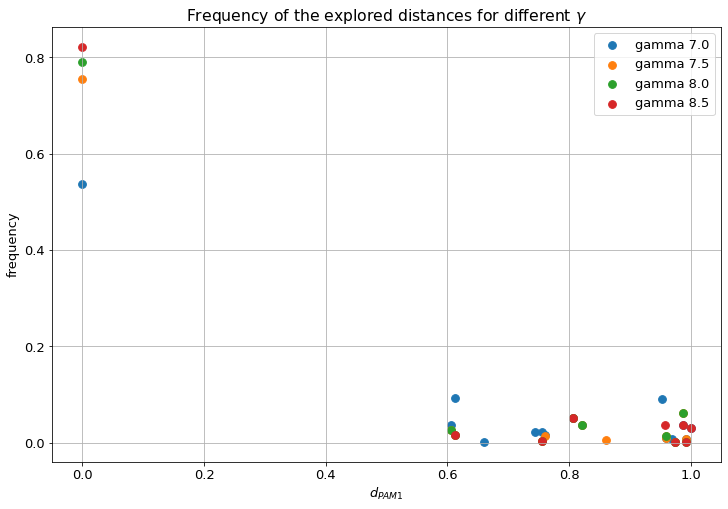 Frequency of the explored distances for different γ
gamma 7.0
gamma 7.5
gamma 8.0
gamma 8.5
frequency
0.8
0.6
0.4
0.2
0.0
0.0 0.2 0.4 0.6 0.8 1.0
d_{PAM1}